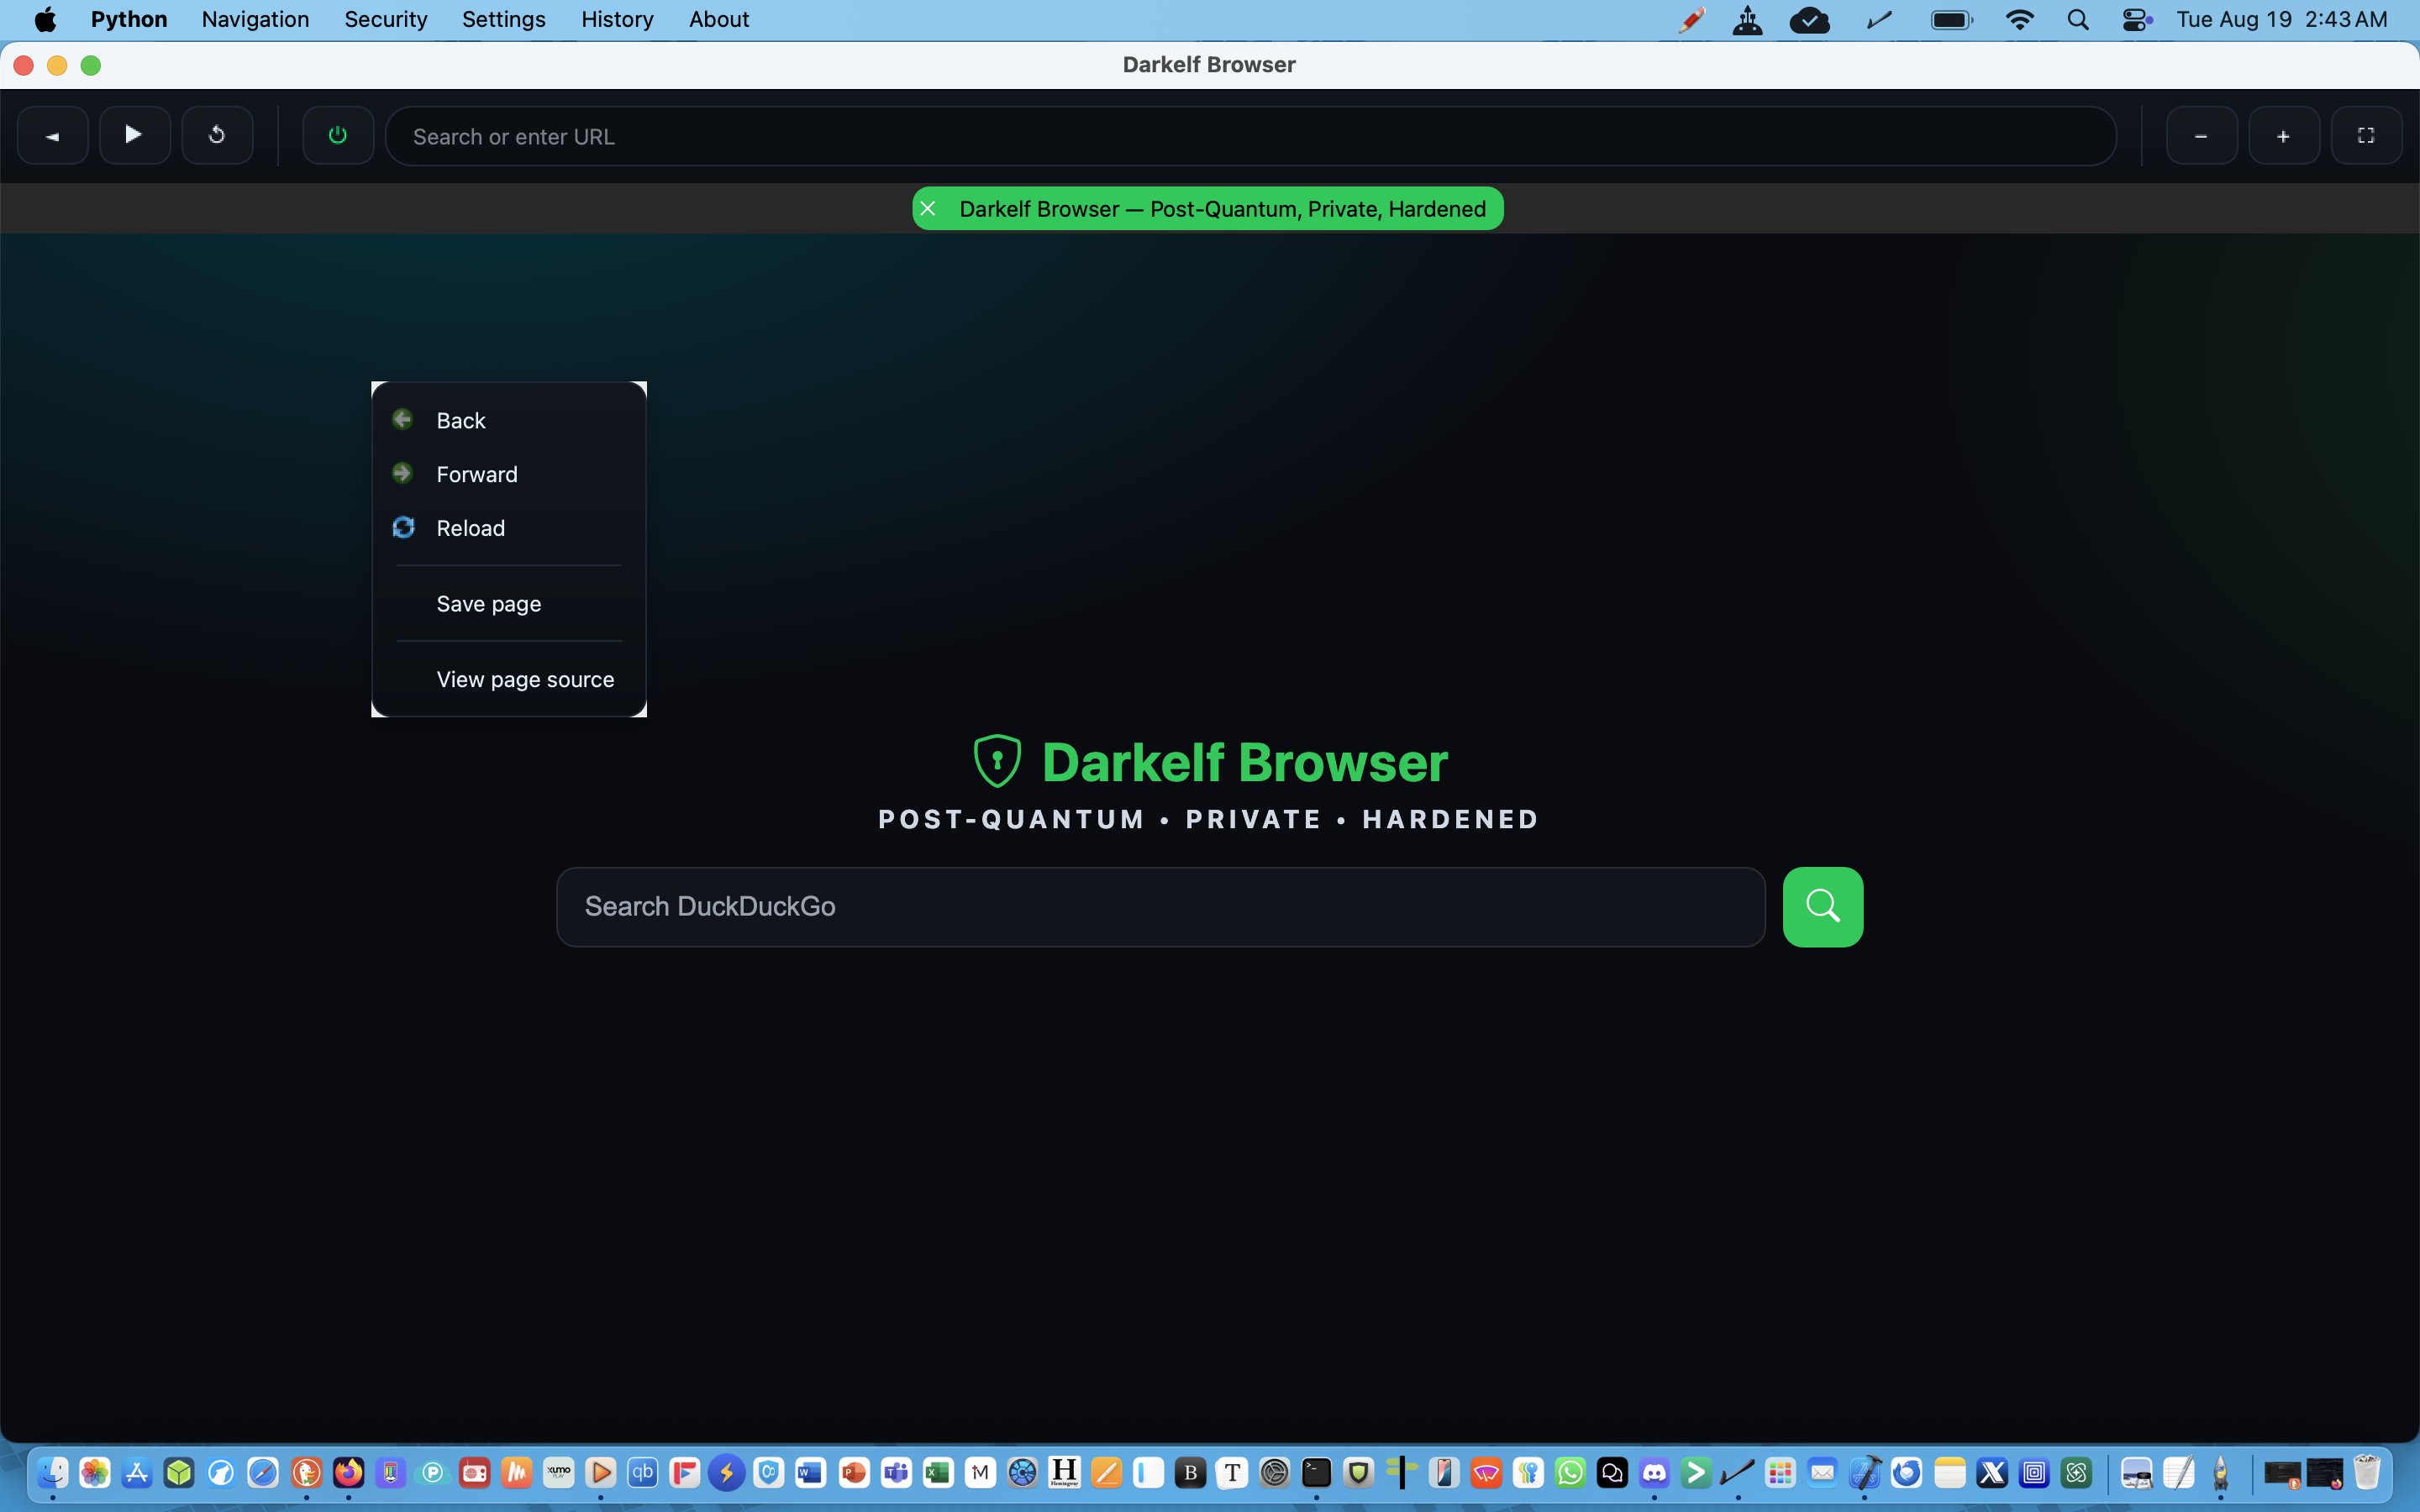 Python Navigation Security Settings History About Tue Aug 19 2:43 AM
Darkelf Browser
Search or enter URL
Darkelf Browser — Post-Quantum, Private, Hardened
Back
Forward
Reload
Save page
View page source
Darkelf Browser
POST-QUANTUM • PRIVATE • HARDENED
Search DuckDuckGo
XUMO
qb
H
B
T